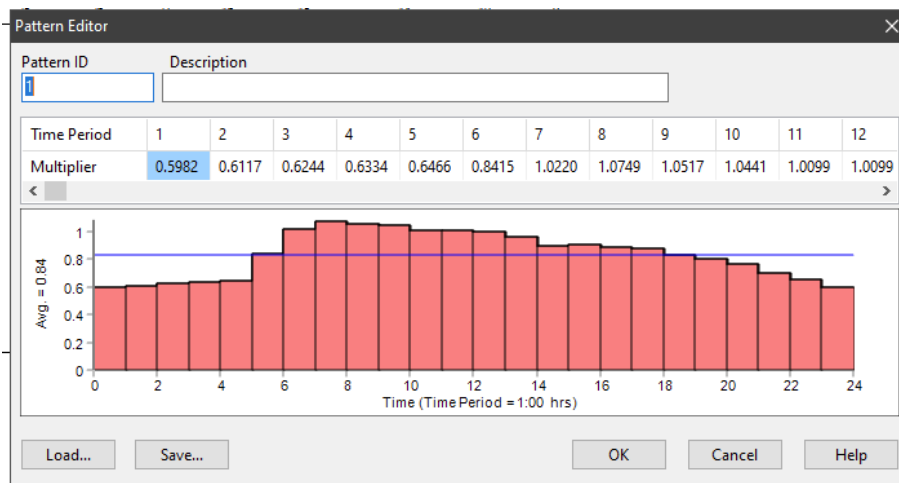 Pattern Editor
Pattern ID Description
1
Time Period 1 2 3 4 5 6 7 8 9 10 11 12
Multiplier 0.5982 0.6117 0.6244 0.6334 0.6466 0.8415 1.0220 1.0749 1.0517 1.0441 1.0099 1.0099
1
0.8
0.6
0.4
0.2
0
Avg. = 0.84
0 2 4 6 8 10 12 14 16 18 20 22 24
Time (Time Period = 1:00 hrs)
Load... Save... OK Cancel Help